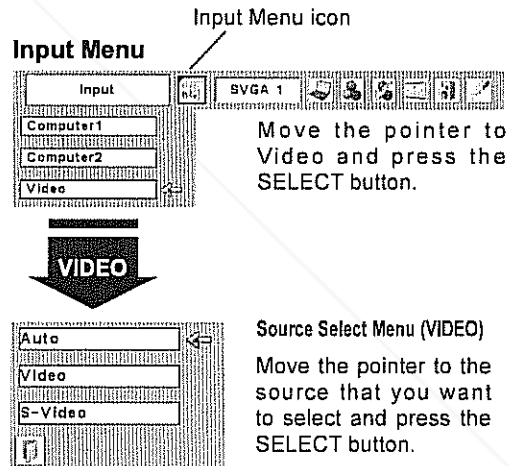 Input Menu icon
Input Menu
Input
SVGA 1
Computer1
Computer2
Video
Move the pointer to
Video and press the
SELECT button.
VIDEO
Auto
Video
S-Video
Source Select Menu (VIDEO)
Move the pointer to the
source that you want
to select and press the
SELECT button.